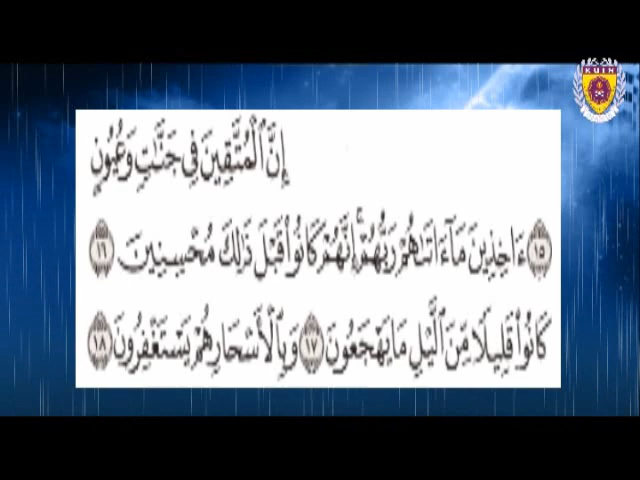 KUIN
إِنَّ ٱلْمُتَّقِينَ فِي جَنَّـٰتٍ وَعُيُونٍ
١٥ ءَاخِذِينَ مَآ ءَاتَىٰهُمْ رَبُّهُمْ ۚ إِنَّهُمْ كَانُوا۟ قَبْلَ ذَٰلِكَ مُحْسِنِينَ ١٦
كَانُوا۟ قَلِيلًا مِّنَ ٱلَّيْلِ مَا يَهْجَعُونَ ١٧ وَبِٱلْأَسْحَارِ هُمْ يَسْتَغْفِرُونَ ١٨